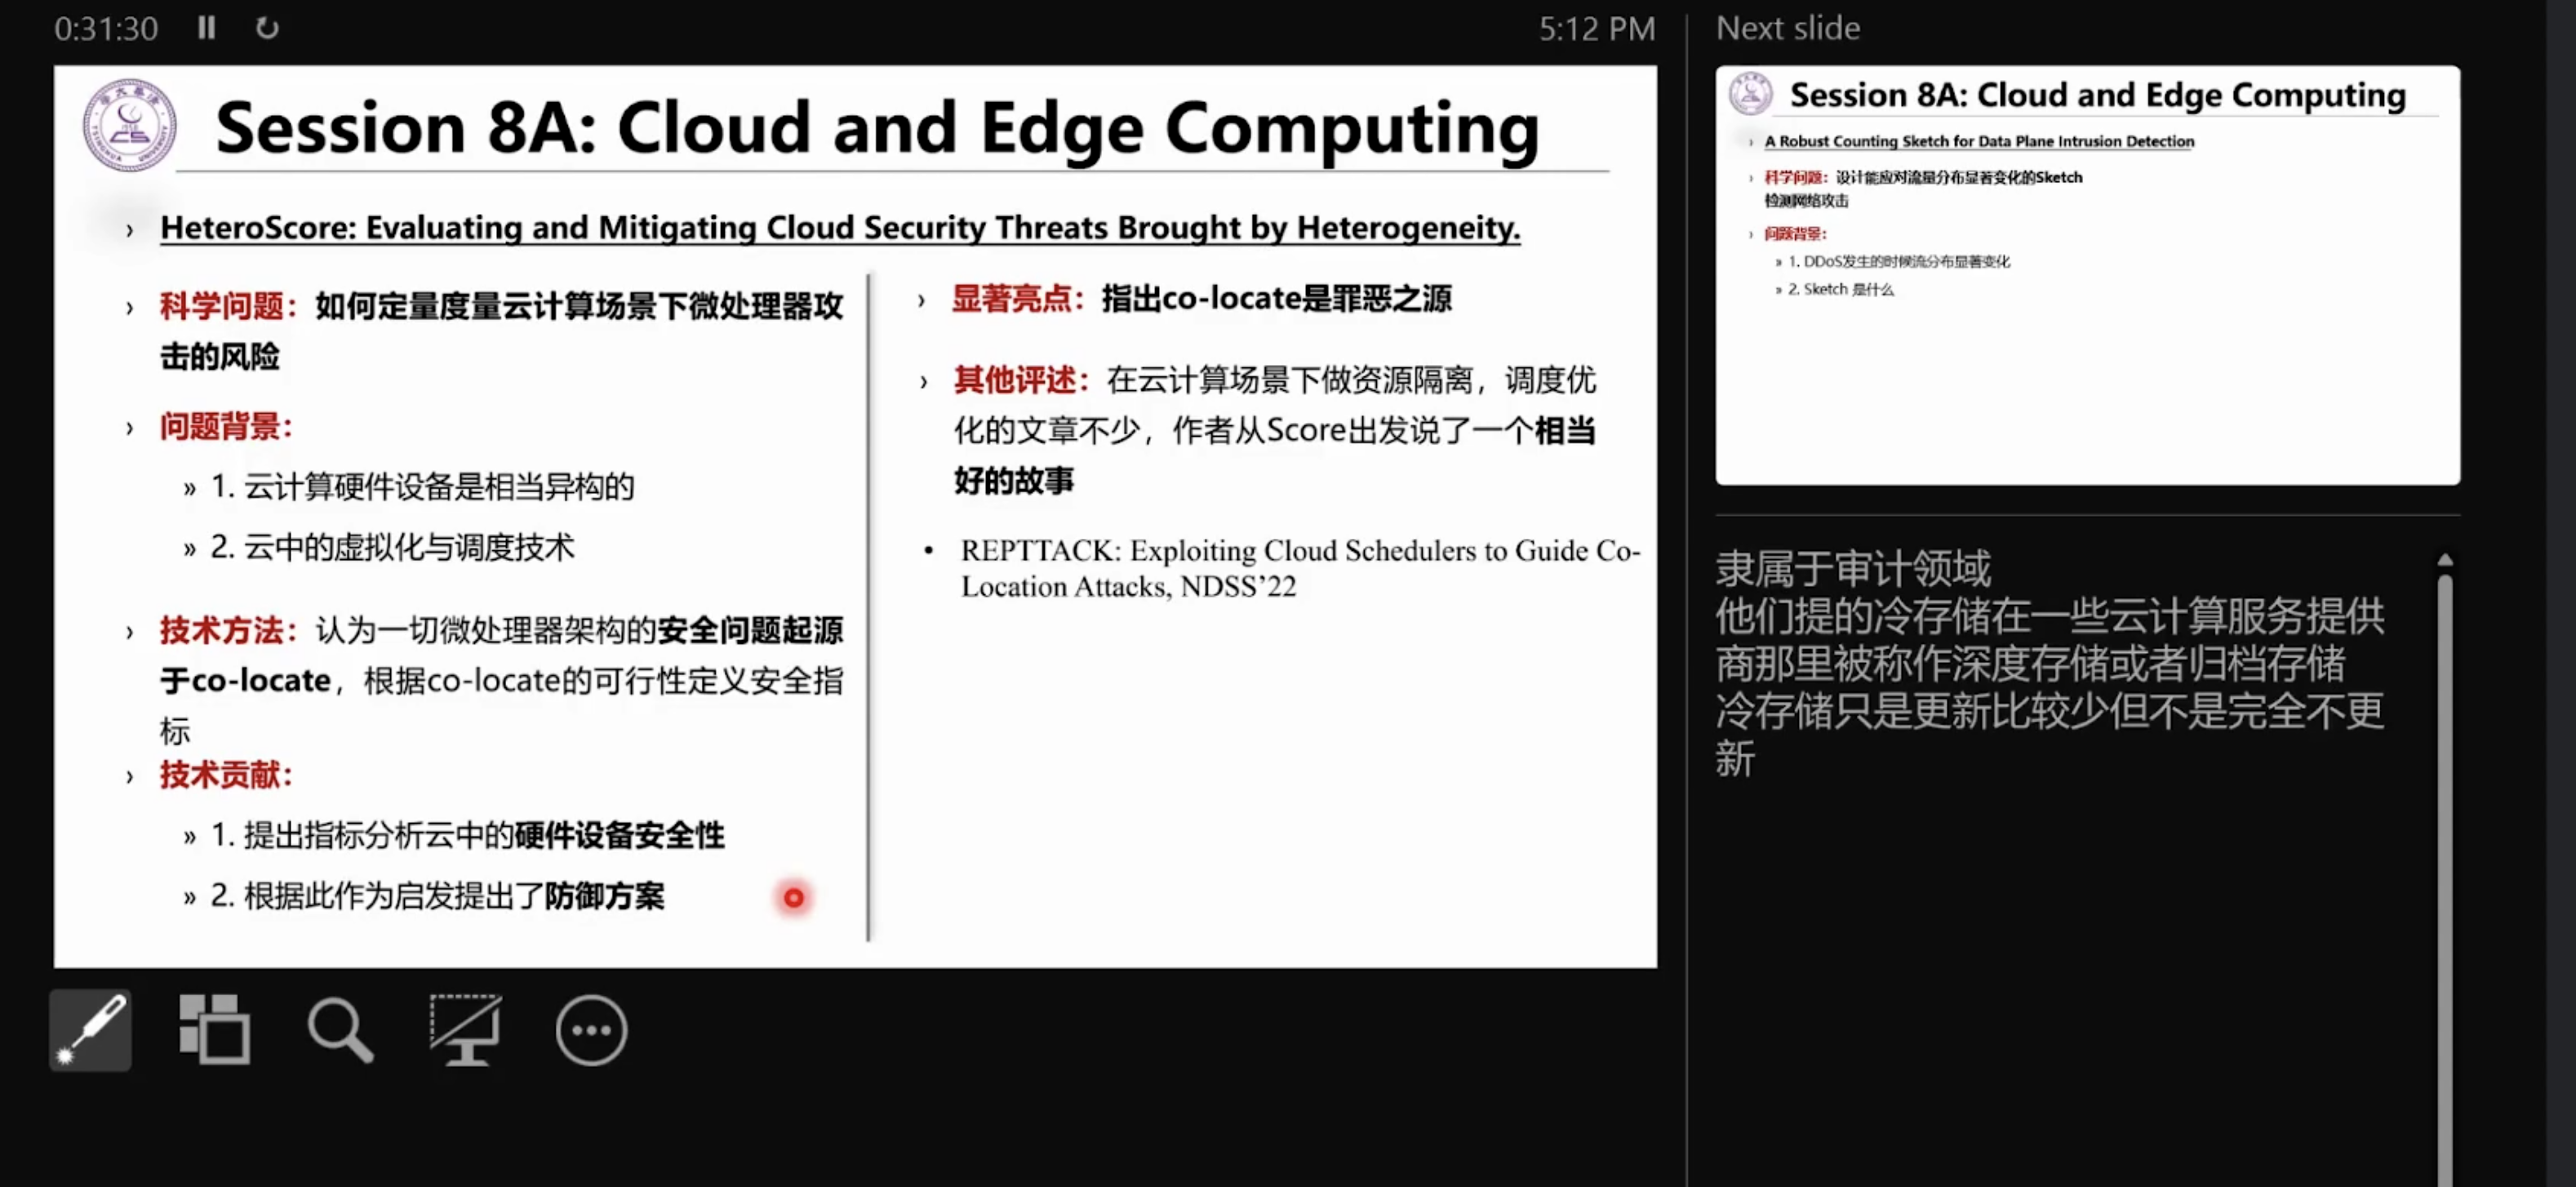 0:31:30
5:12 PM
Session 8A: Cloud and Edge Computing
› HeteroScore: Evaluating and Mitigating Cloud Security Threats Brought by Heterogeneity.
› 科学问题：如何定量度量云计算场景下微处理器攻
击的风险
› 问题背景：
» 1. 云计算硬件设备是相当异构的
» 2. 云中的虚拟化与调度技术
› 技术方法：认为一切微处理器架构的安全问题起源
于co-locate，根据co-locate的可行性定义安全指
标
› 技术贡献：
» 1. 提出指标分析云中的硬件设备安全性
» 2. 根据此作为启发提出了防御方案
› 显著亮点：指出co-locate是罪恶之源
› 其他评述：在云计算场景下做资源隔离，调度优
化的文章不少，作者从Score出发说了一个相当
好的故事
• REPTTACK: Exploiting Cloud Schedulers to Guide Co-
Location Attacks, NDSS’22
Next slide
Session 8A: Cloud and Edge Computing
› A Robust Counting Sketch for Data Plane Intrusion Detection
› 科学问题：设计能应对流量分布显著变化的Sketch
检测网络攻击
› 问题背景：
» 1. DDoS发生的时候流分布显著变化
» 2. Sketch 是什么
隶属于审计领域
他们提的冷存储在一些云计算服务提供
商那里被称作深度存储或者归档存储
冷存储只是更新比较少但不是完全不更
新